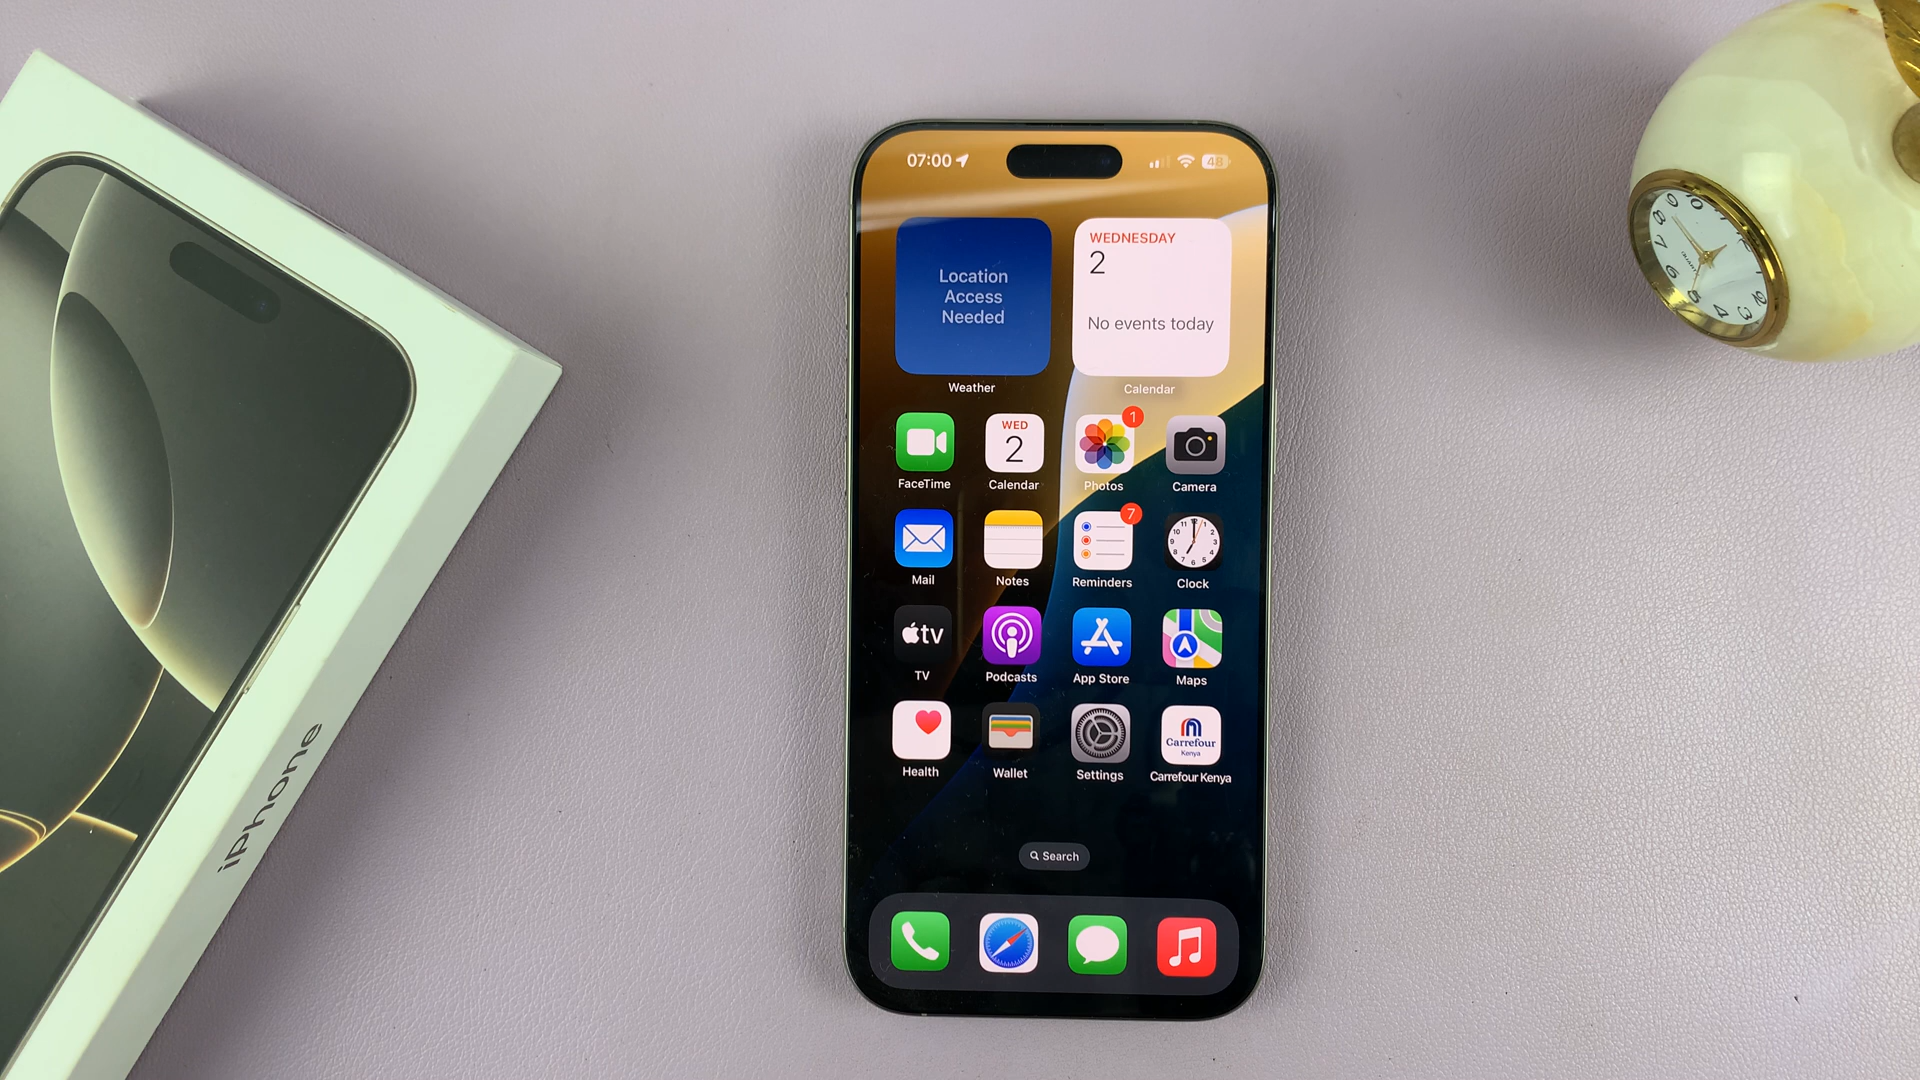 07:00
48
Location
Access
Needed
Weather
WEDNESDAY
2
No events today
Calendar
FaceTime
WED
2
Calendar
1
Photos
Camera
Mail
Notes
7
Reminders
Clock
tv
TV
Podcasts
App Store
Maps
Health
Wallet
Settings
Carrefour
Kenya
Carrefour Kenya
Search
iPhone